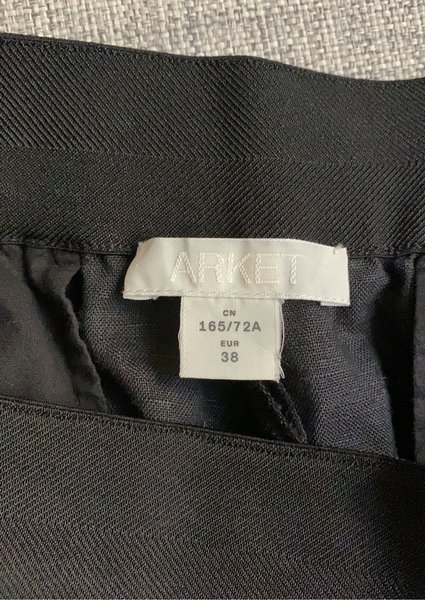 ARKET
CN
165/72A
EUR
38